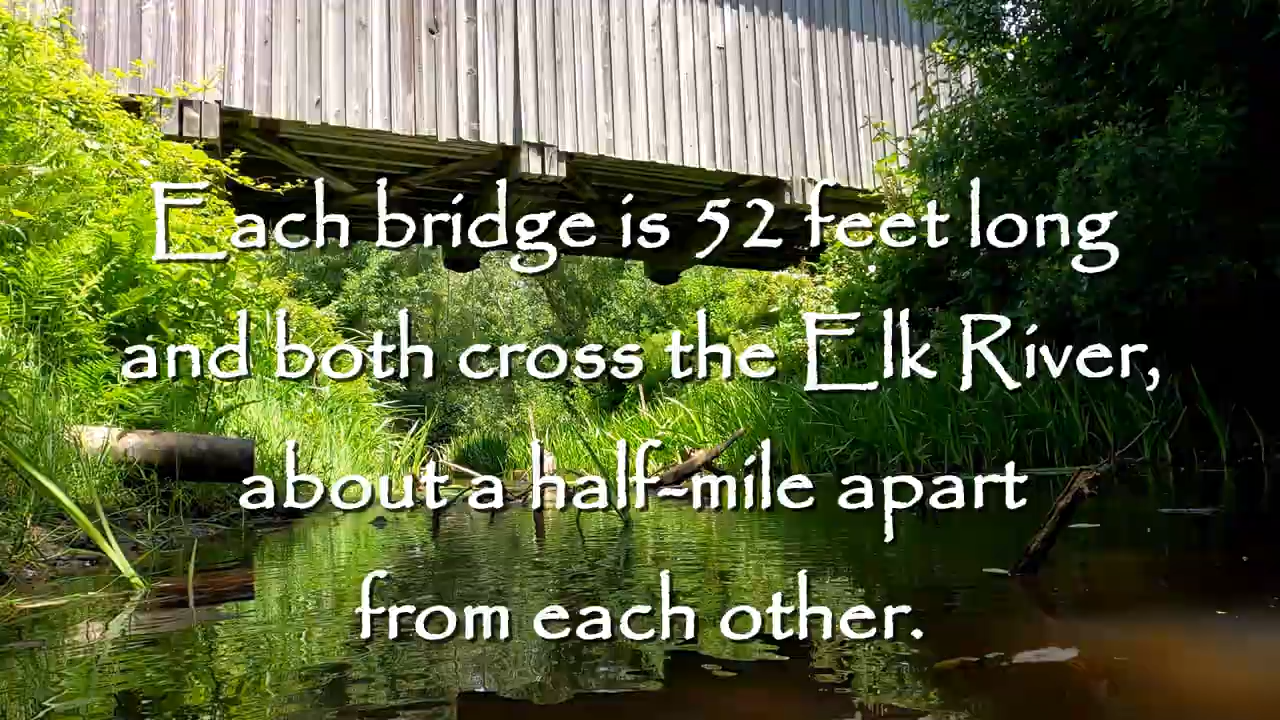 Each bridge is 52 feet long
and both cross the Elk River,
about a half-mile apart
from each other.